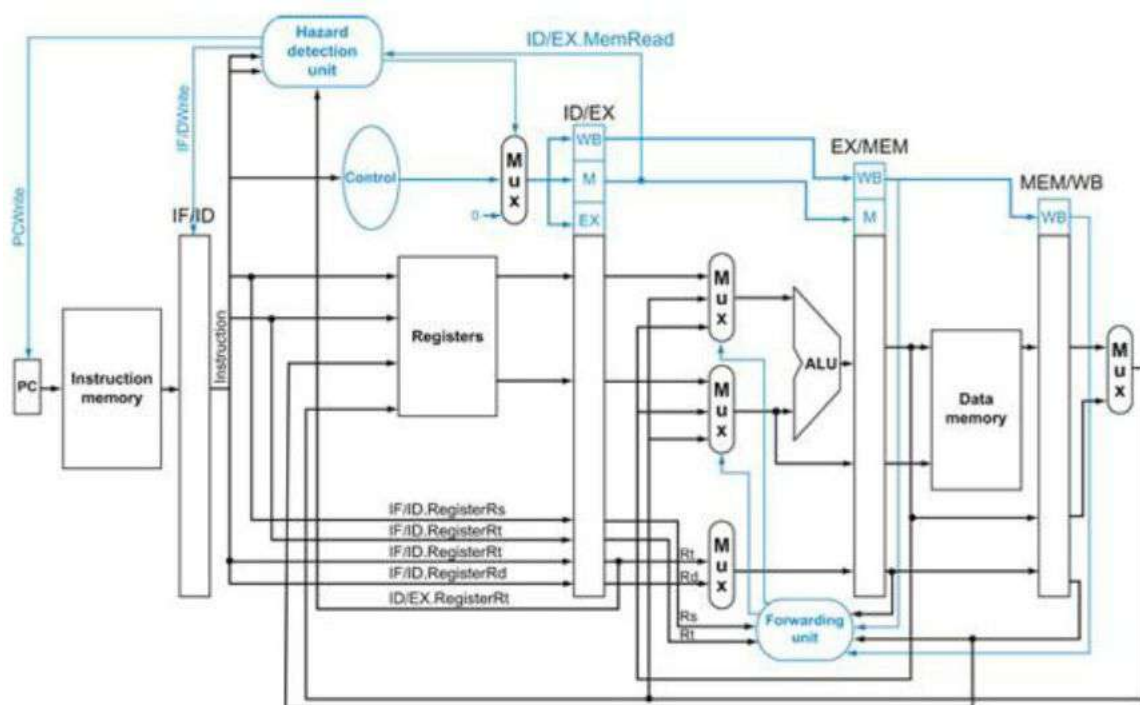 Hazard
detection
unit
ID/EX.MemRead
ID/EX
WB
M
EX
EX/MEM
WB
M
MEM/WB
WB
PCWrite
IF/DWrite
IF/ID
Control
0
M
u
x
Instruction
PC
Instruction
memory
Registers
M
u
x
M
u
x
ALU
Data
memory
M
u
x
IF/ID.RegisterRs
IF/ID.RegisterRt
IF/ID.RegisterRt
IF/ID.RegisterRd
ID/EX.RegisterRt
Rt
Rd
M
u
x
Rs
Rt
Forwarding
unit